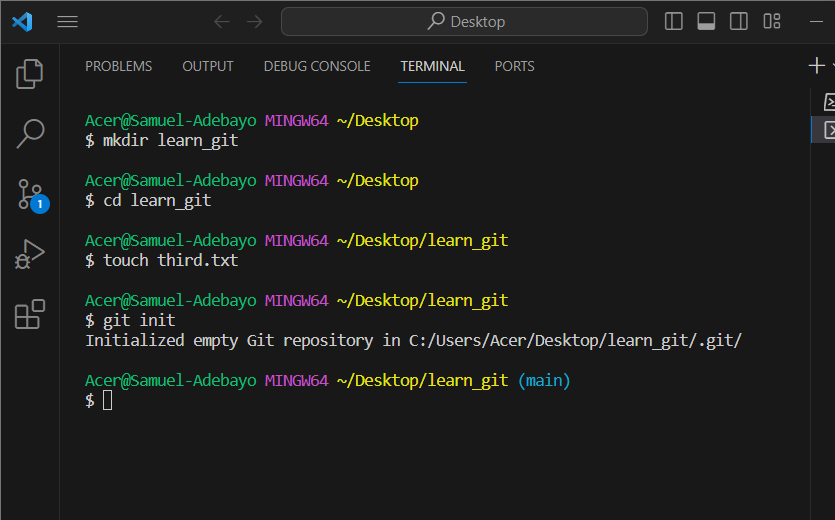 Desktop
PROBLEMS OUTPUT DEBUG CONSOLE TERMINAL PORTS
Acer@Samuel-Adebayo MINGW64 ~/Desktop
$ mkdir learn_git
Acer@Samuel-Adebayo MINGW64 ~/Desktop
$ cd learn_git
Acer@Samuel-Adebayo MINGW64 ~/Desktop/learn_git
$ touch third.txt
Acer@Samuel-Adebayo MINGW64 ~/Desktop/learn_git
$ git init
Initialized empty Git repository in C:/Users/Acer/Desktop/learn_git/.git/
Acer@Samuel-Adebayo MINGW64 ~/Desktop/learn_git (main)
$
1